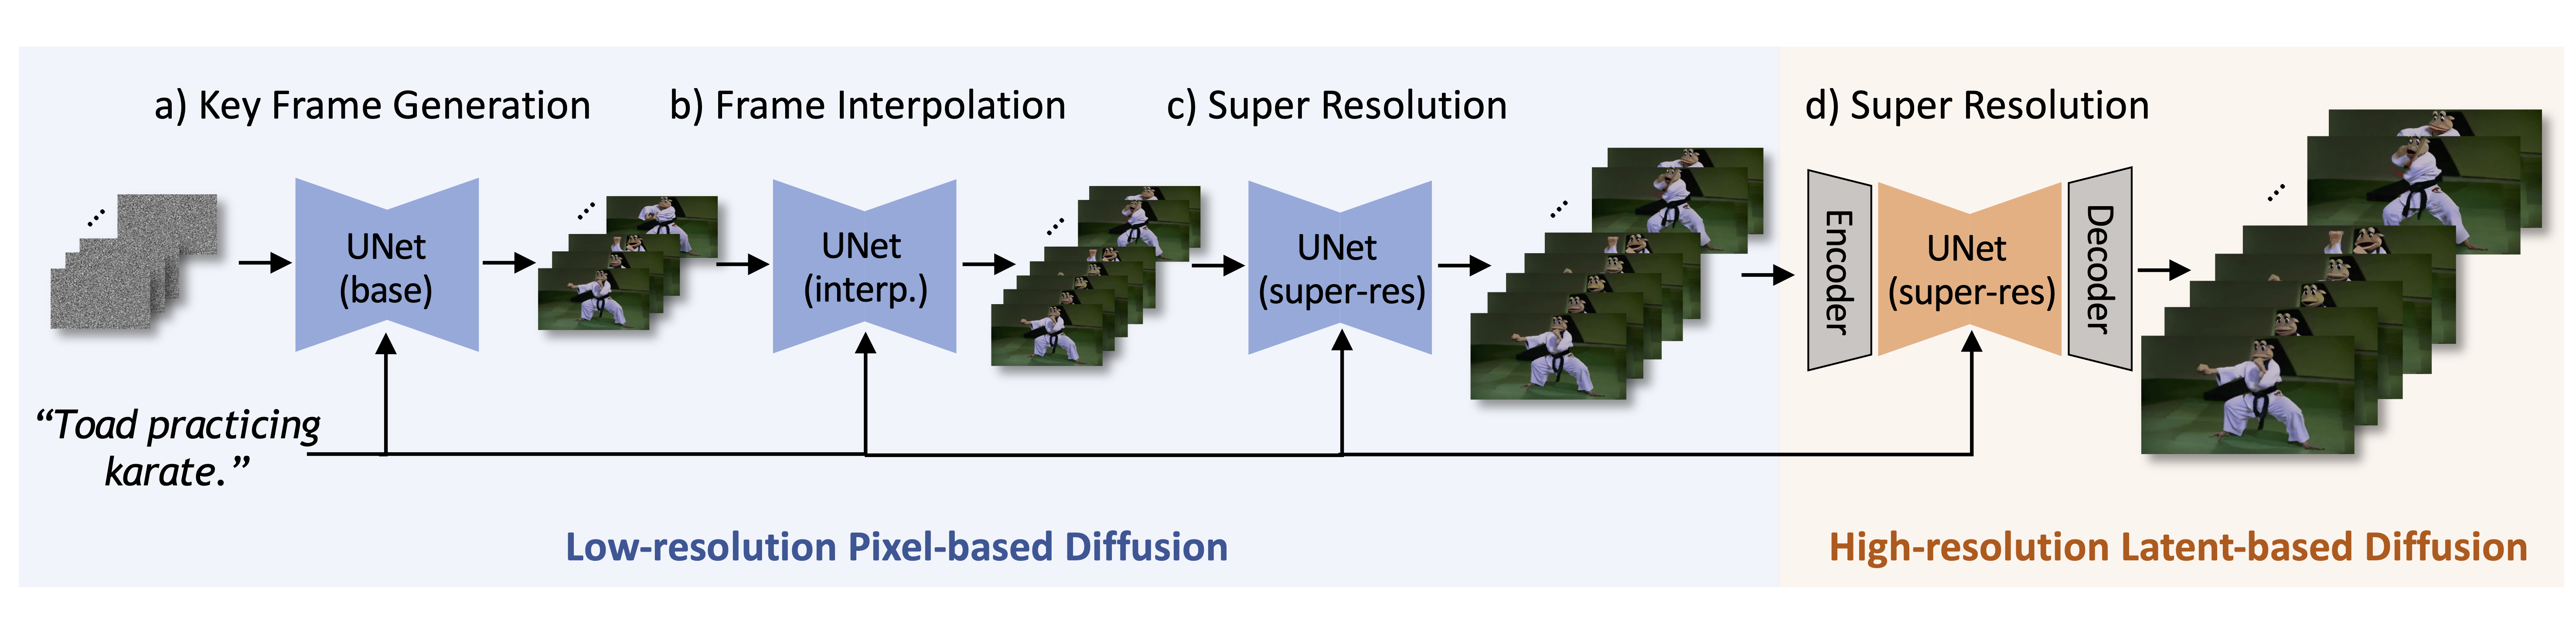 a) Key Frame Generation
b) Frame Interpolation
c) Super Resolution
d) Super Resolution
UNet
(base)
UNet
(interp.)
UNet
(super-res)
Encoder
UNet
(super-res)
Decoder
“Toad practicing
karate.”
Low-resolution Pixel-based Diffusion
High-resolution Latent-based Diffusion